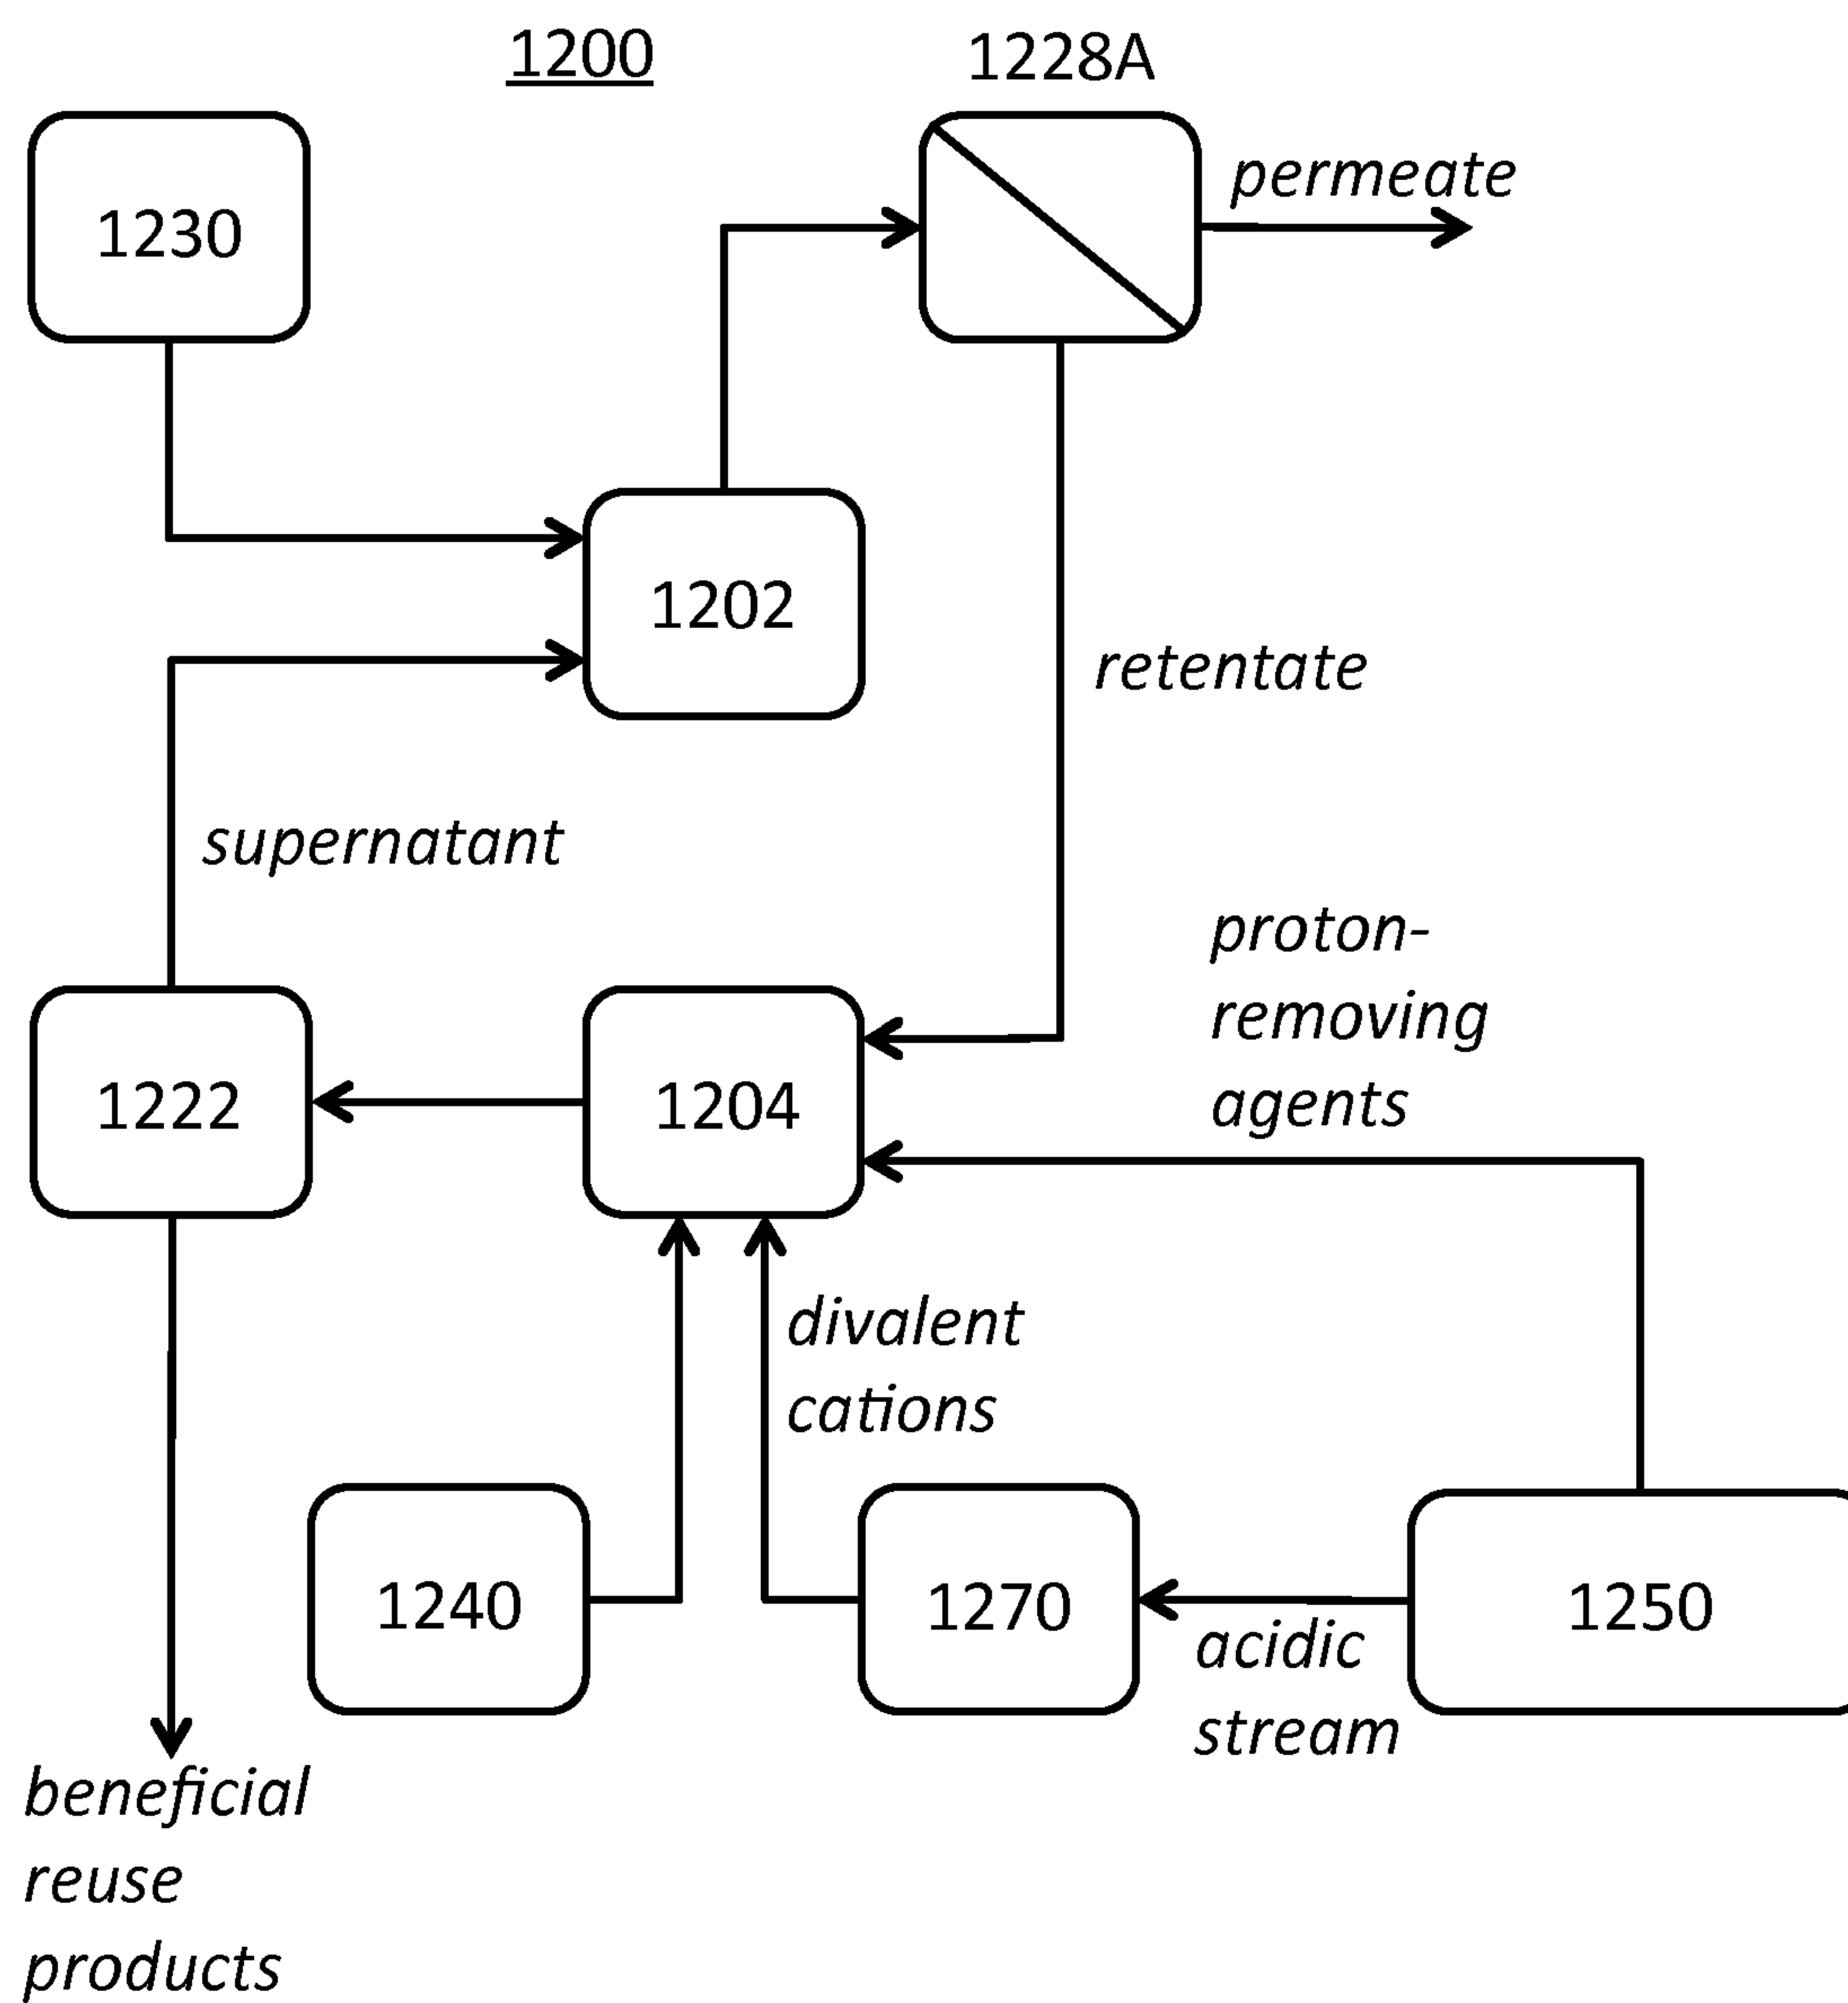 1200
1228A
1230
permeate
1202
retentate
supernatant
proton-
removing
agents
1222
1204
divalent
cations
1240
1270
1250
acidic
stream
beneficial
reuse
products